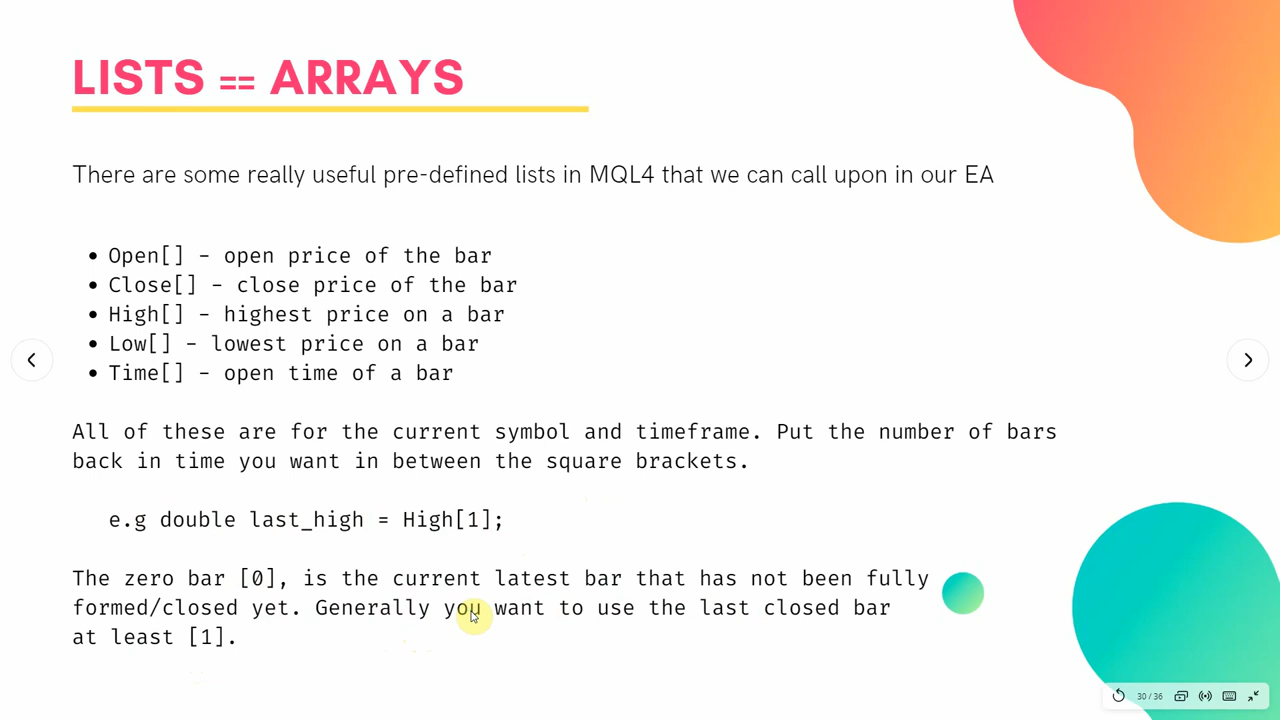 LISTS == ARRAYS
There are some really useful pre-defined lists in MQL4 that we can call upon in our EA
• Open[] - open price of the bar
• Close[] - close price of the bar
• High[] - highest price on a bar
• Low[] - lowest price on a bar
• Time[] - open time of a bar
All of these are for the current symbol and timeframe. Put the number of bars
back in time you want in between the square brackets.
e.g double last_high = High[1];
The zero bar [0], is the current latest bar that has not been fully
formed/closed yet. Generally you want to use the last closed bar
at least [1].
30 / 36